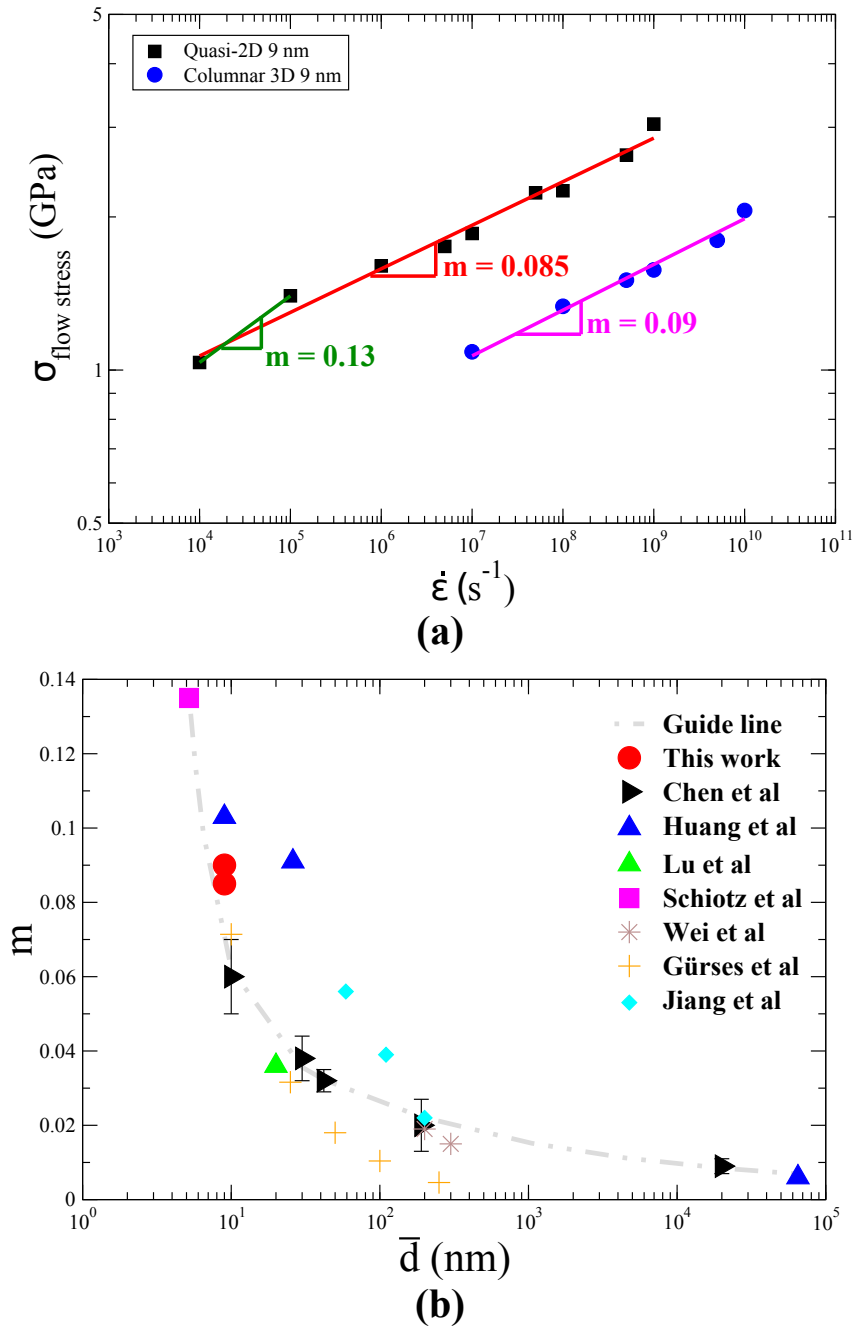 5
Quasi-2D 9 nm
Columnar 3D 9 nm
σflow stress ((GPa)
2
m = 0.085
m = 0.09
m = 0.13
1
0.5
10³ 10⁴ 10⁵ 10⁶ 10⁷ 10⁸ 10⁹ 10¹⁰ 10¹¹
ε̇ (s⁻¹)
(a)
0.14
Guide line
This work
0.12
Chen et al
Huang et al
0.1
Lu et al
Schiotz et al
0.08
Wei et al
m
Gürses et al
0.06
Jiang et al
0.04
0.02
0
10⁰ 10¹ 10² 10³ 10⁴ 10⁵
d̅ (nm)
(b)